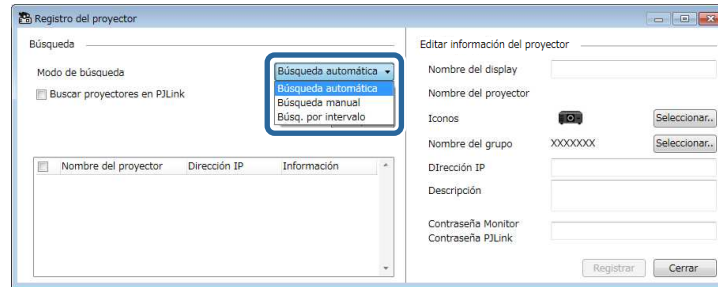 Registro del proyector
Búsqueda
Modo de búsqueda
Búsqueda automática
Búsqueda automática
Búsqueda manual
Búsq. por intervalo
Buscar proyectores en PJLink
Nombre del proyector Dirección IP Información
Editar información del proyector
Nombre del display
Nombre del proyector
Iconos Seleccionar..
Nombre del grupo XXXXXXX Seleccionar..
DIrección IP
Descripción
Contraseña Monitor
Contraseña PJLink
Registrar Cerrar